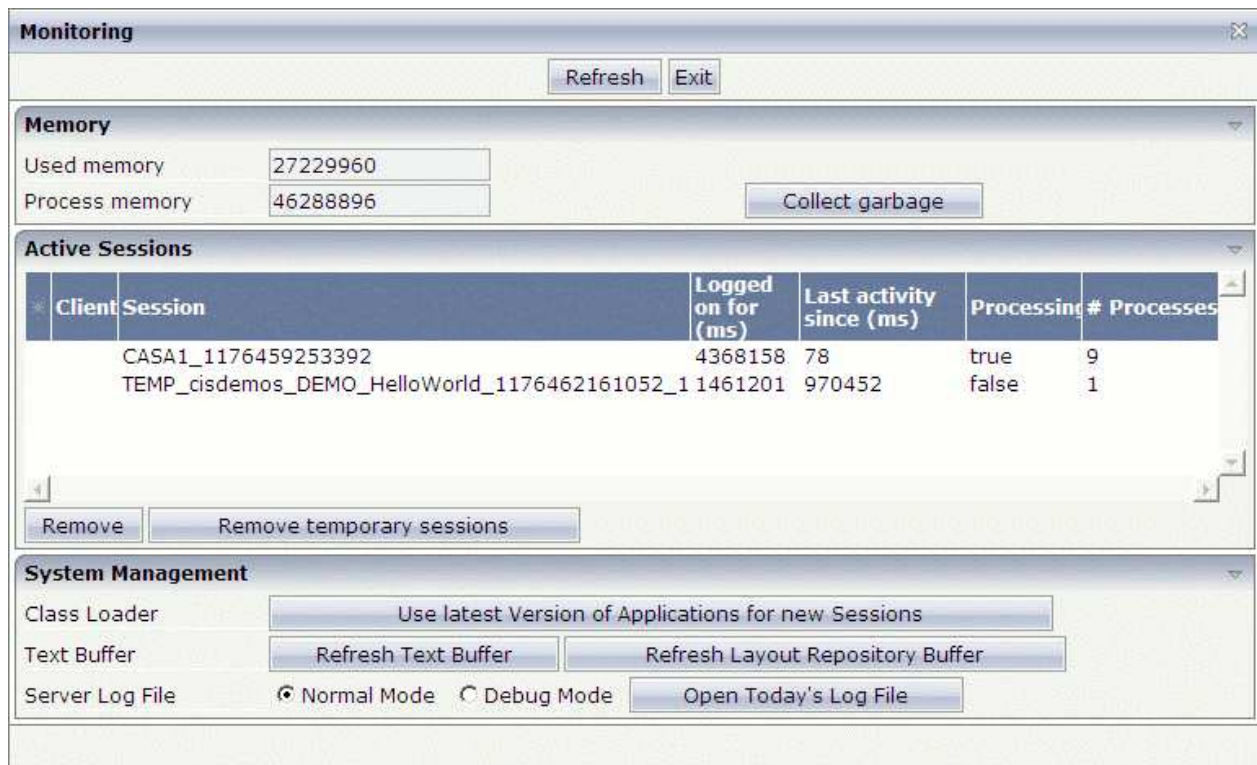 Monitoring
Refresh Exit
Memory
Used memory 27229960
Process memory 46288896 Collect garbage
Active Sessions
* Client Session Logged on for (ms) Last activity since (ms) Processing # Processes
CASA1_1176459253392 4368158 78 true 9
TEMP_cisdemos_DEMO_HelloWorld_1176462161052_1 1461201 970452 false 1
Remove Remove temporary sessions
System Management
Class Loader Use latest Version of Applications for new Sessions
Text Buffer Refresh Text Buffer Refresh Layout Repository Buffer
Server Log File Normal Mode Debug Mode Open Today's Log File